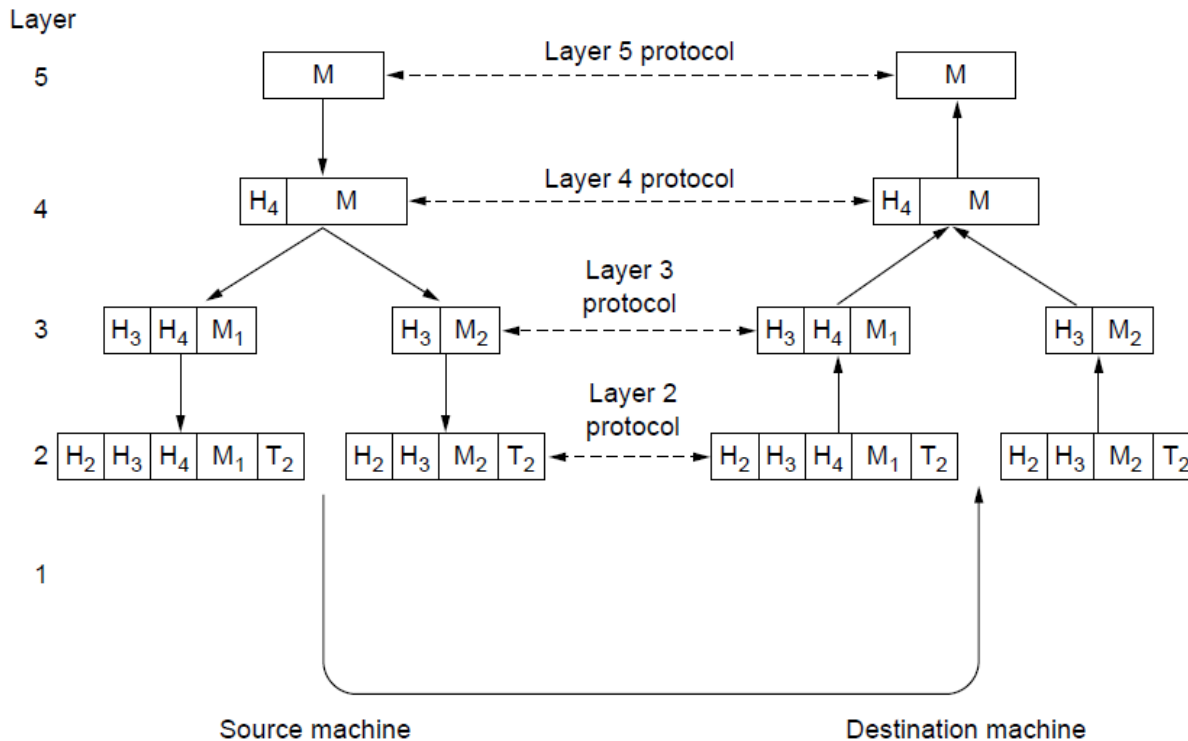 Layer
5 M Layer 5 protocol M
4 H₄ M Layer 4 protocol H₄ M
Layer 3
protocol
3 H₃ H₄ M₁ H₃ M₂ H₃ H₄ M₁ H₃ M₂
Layer 2
protocol
2 H₂ H₃ H₄ M₁ T₂ H₂ H₃ M₂ T₂ H₂ H₃ H₄ M₁ T₂ H₂ H₃ M₂ T₂
1
Source machine Destination machine